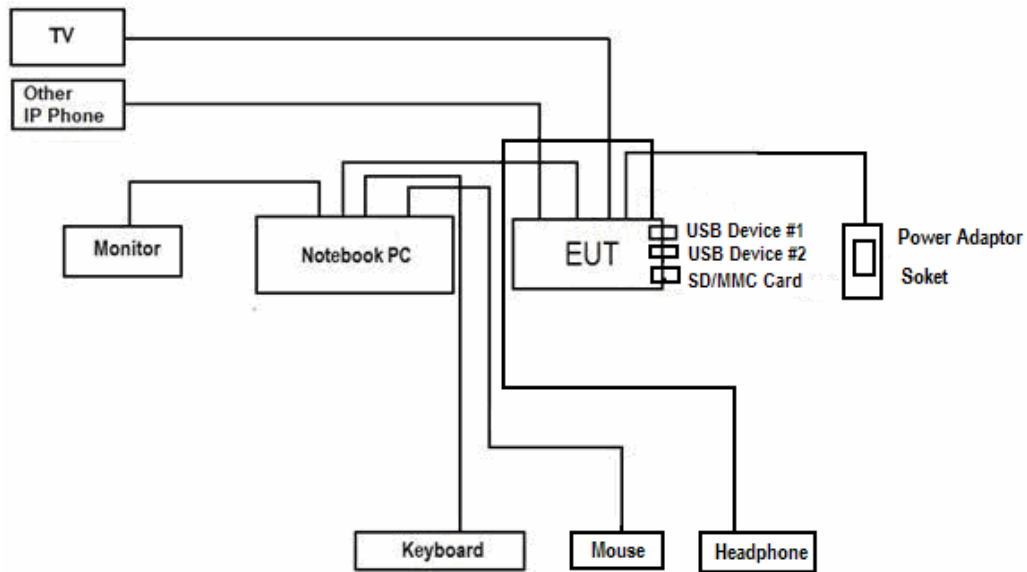 TV
Other
IP Phone
Monitor
Notebook PC
EUT
USB Device #1
USB Device #2
SD/MMC Card
Power Adaptor
Soket
Keyboard
Mouse
Headphone